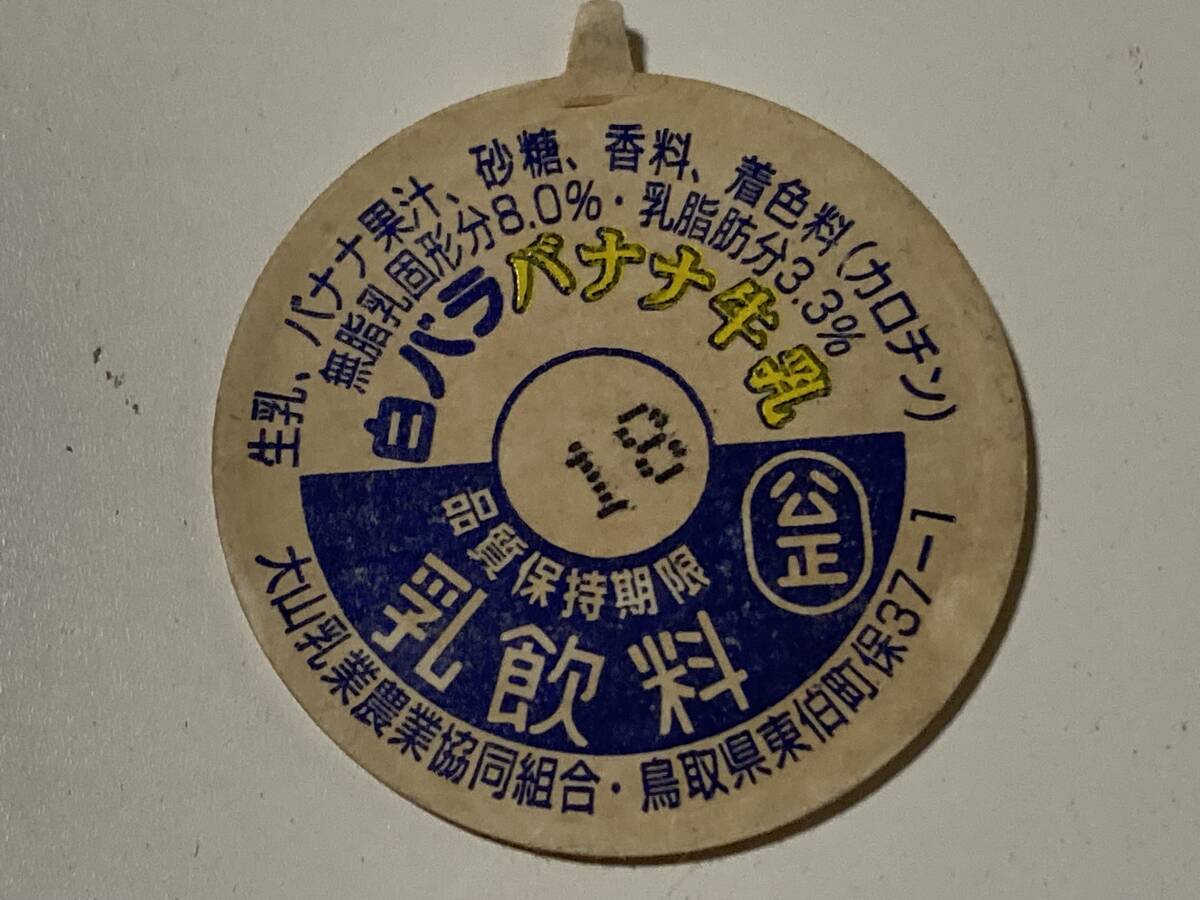 生乳、バナナ果汁、砂糖、香料、着色料(カロチン)
無脂乳固形分8.0%・乳脂肪分3.3%
白バラバナナ牛乳
18
公正
品質保持期限
乳飲料
大山乳業農業協同組合・鳥取県東伯町保37-1